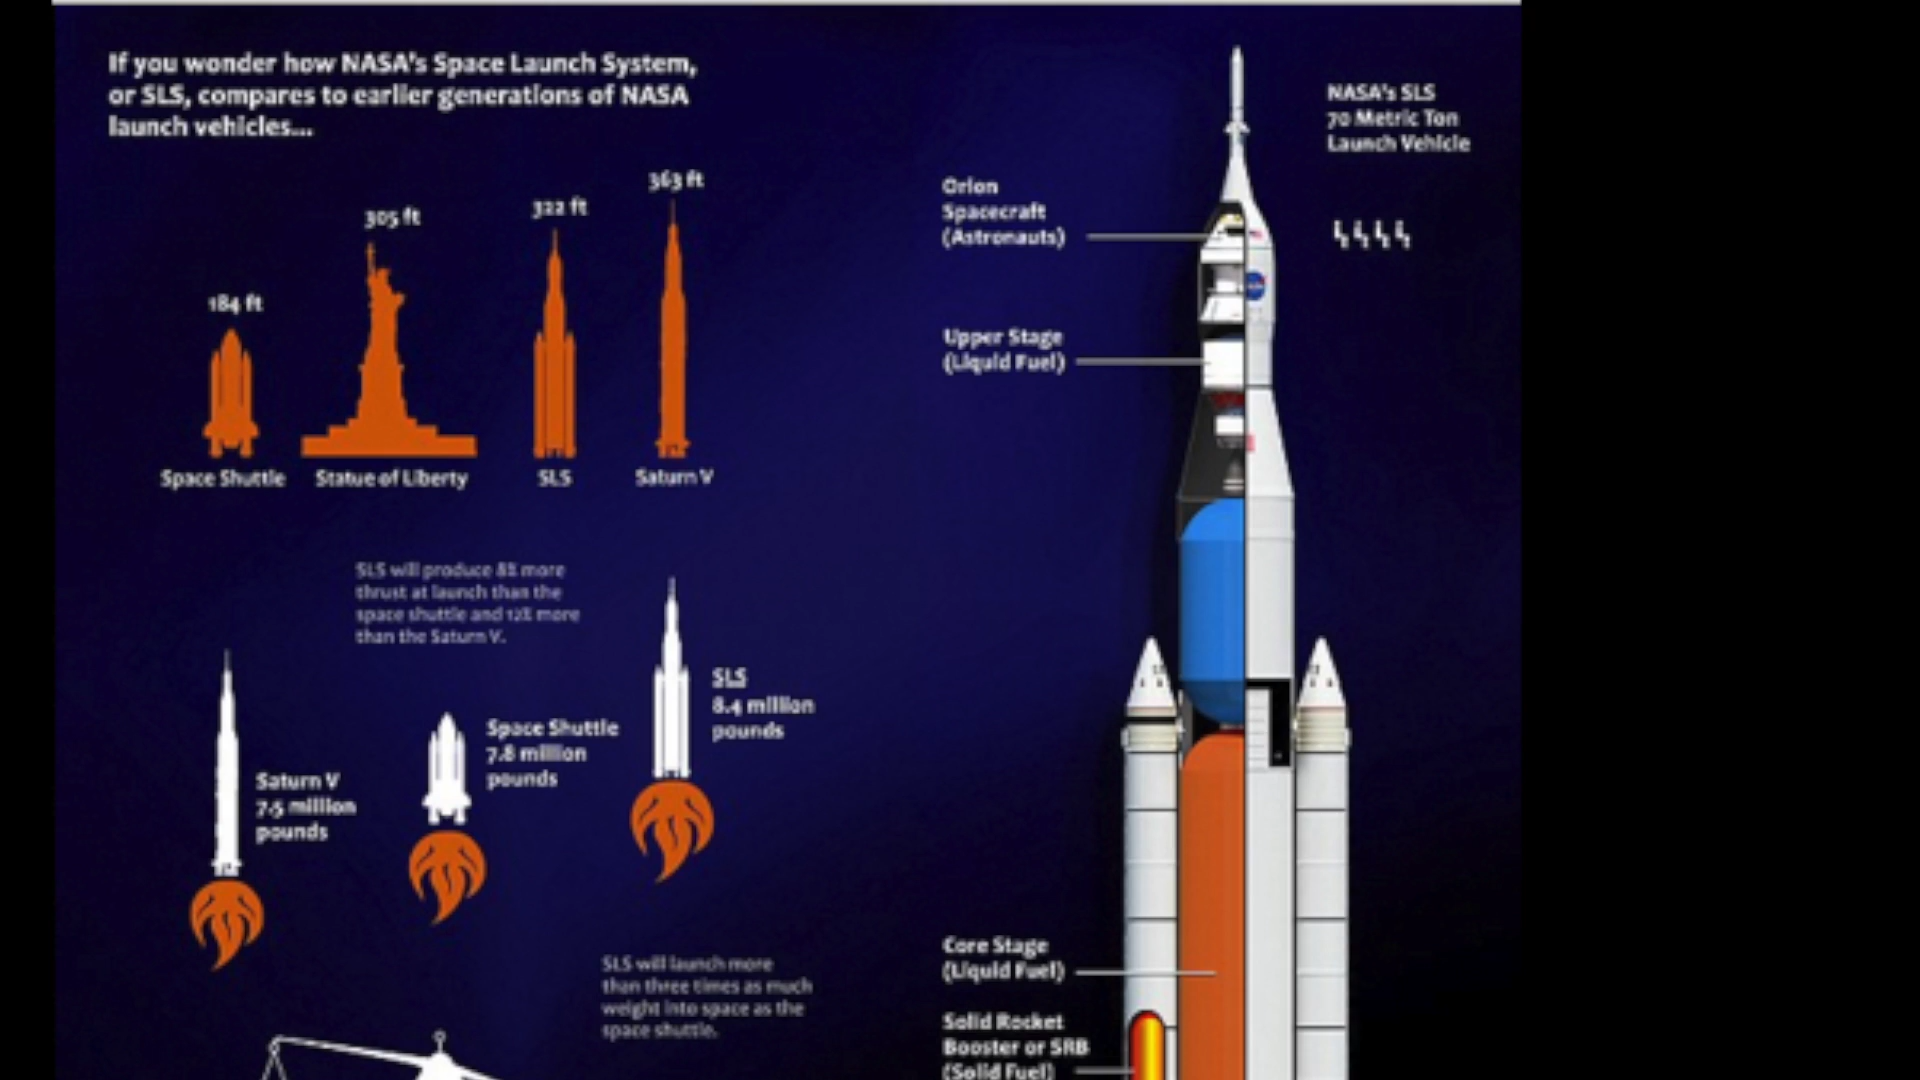 If you wonder how NASA's Space Launch System,
or SLS, compares to earlier generations of NASA
launch vehicles...
184 ft
305 ft
322 ft
363 ft
Space Shuttle
Statue of Liberty
SLS
Saturn V
SLS will produce 8% more
thrust at launch than the
space shuttle and 12% more
than the Saturn V.
Saturn V
7.5 million
pounds
Space Shuttle
7.8 million
pounds
SLS
8.4 million
pounds
SLS will launch more
than three times as much
weight into space as the
space shuttle.
NASA's SLS
70 Metric Ton
Launch Vehicle
Orion
Spacecraft
(Astronauts)
Upper Stage
(Liquid Fuel)
Core Stage
(Liquid Fuel)
Solid Rocket
Booster or SRB
(Solid Fuel)